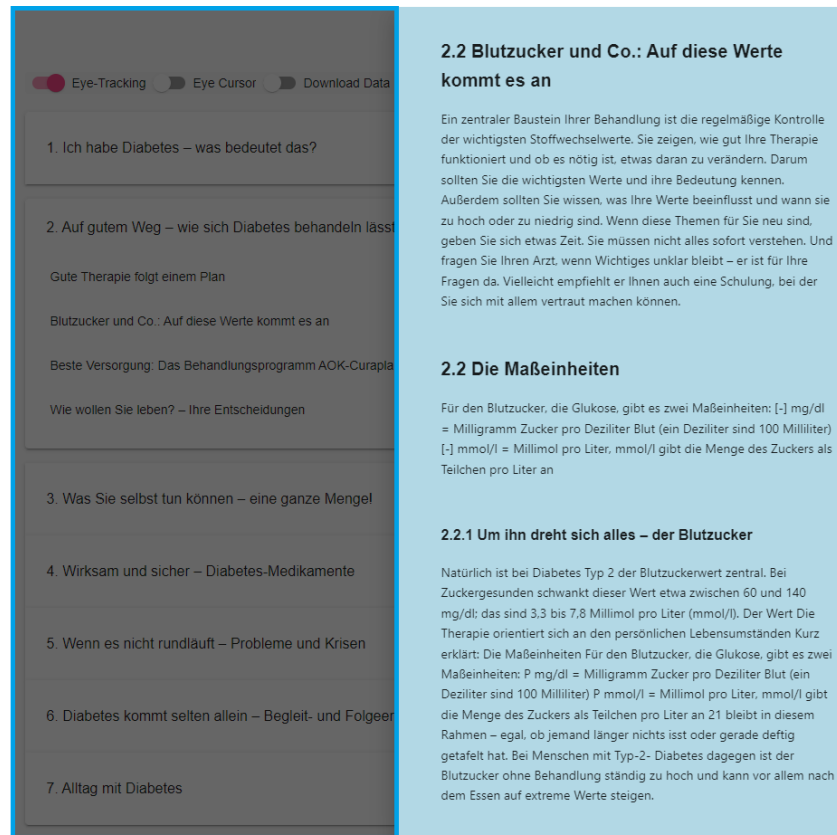 Eye-Tracking Eye Cursor Download Data
1. Ich habe Diabetes – was bedeutet das?
2. Auf gutem Weg – wie sich Diabetes behandeln lässt
Gute Therapie folgt einem Plan
Blutzucker und Co.: Auf diese Werte kommt es an
Beste Versorgung: Das Behandlungsprogramm AOK-Curapla
Wie wollen Sie leben? – Ihre Entscheidungen
3. Was Sie selbst tun können – eine ganze Menge!
4. Wirksam und sicher – Diabetes-Medikamente
5. Wenn es nicht rundläuft – Probleme und Krisen
6. Diabetes kommt selten allein – Begleit- und Folgeer
7. Alltag mit Diabetes
2.2 Blutzucker und Co.: Auf diese Werte
kommt es an
Ein zentraler Baustein Ihrer Behandlung ist die regelmäßige Kontrolle
der wichtigsten Stoffwechselwerte. Sie zeigen, wie gut Ihre Therapie
funktioniert und ob es nötig ist, etwas daran zu verändern. Darum
sollten Sie die wichtigsten Werte und ihre Bedeutung kennen.
Außerdem sollten Sie wissen, was Ihre Werte beeinflusst und wann sie
zu hoch oder zu niedrig sind. Wenn diese Themen für Sie neu sind,
geben Sie sich etwas Zeit. Sie müssen nicht alles sofort verstehen. Und
fragen Sie Ihren Arzt, wenn Wichtiges unklar bleibt – er ist für Ihre
Fragen da. Vielleicht empfiehlt er Ihnen auch eine Schulung, bei der
Sie sich mit allem vertraut machen können.
2.2 Die Maßeinheiten
Für den Blutzucker, die Glukose, gibt es zwei Maßeinheiten: [-] mg/dl
= Milligramm Zucker pro Deziliter Blut (ein Deziliter sind 100 Milliliter)
[-] mmol/l = Millimol pro Liter, mmol/l gibt die Menge des Zuckers als
Teilchen pro Liter an
2.2.1 Um ihn dreht sich alles – der Blutzucker
Natürlich ist bei Diabetes Typ 2 der Blutzuckerwert zentral. Bei
Zuckergesunden schwankt dieser Wert etwa zwischen 60 und 140
mg/dl; das sind 3,3 bis 7,8 Millimol pro Liter (mmol/l). Der Wert Die
Therapie orientiert sich an den persönlichen Lebensumständen Kurz
erklärt: Die Maßeinheiten Für den Blutzucker, die Glukose, gibt es zwei
Maßeinheiten: P mg/dl = Milligramm Zucker pro Deziliter Blut (ein
Deziliter sind 100 Milliliter) P mmol/l = Millimol pro Liter, mmol/l gibt
die Menge des Zuckers als Teilchen pro Liter an 21 bleibt in diesem
Rahmen – egal, ob jemand länger nichts isst oder gerade deftig
getafelt hat. Bei Menschen mit Typ-2- Diabetes dagegen ist der
Blutzucker ohne Behandlung ständig zu hoch und kann vor allem nach
dem Essen auf extreme Werte steigen.